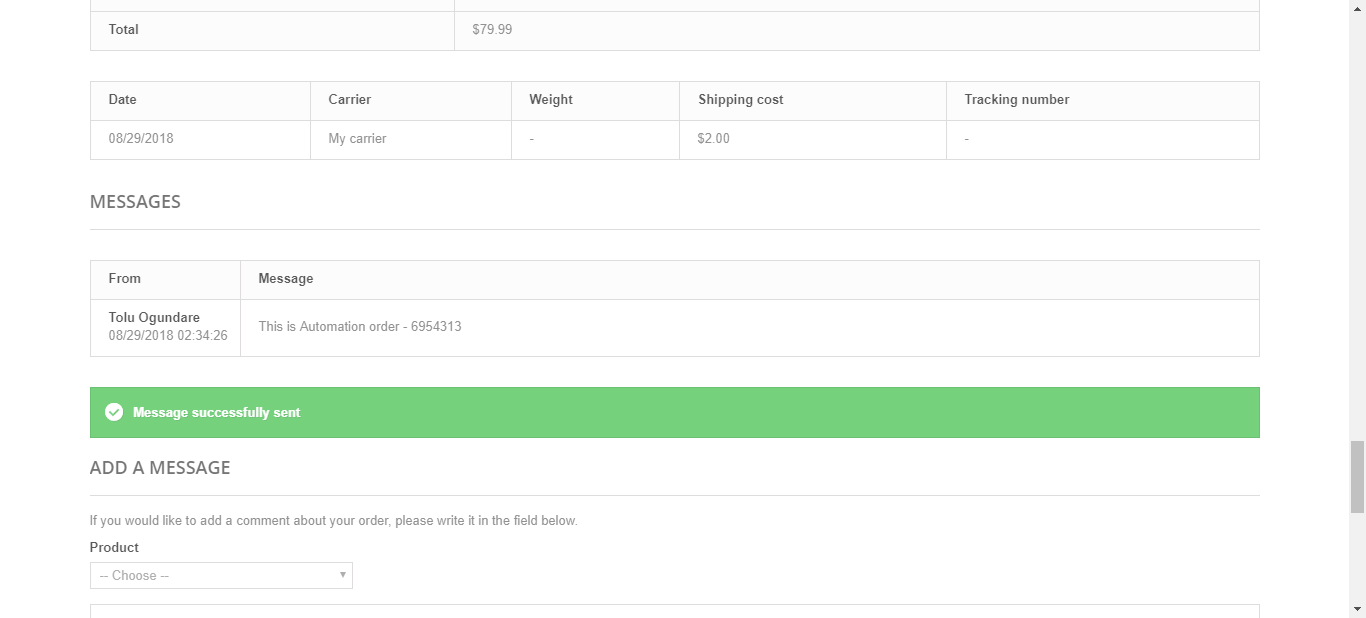 Total $79.99
Date Carrier Weight Shipping cost Tracking number
08/29/2018 My carrier - $2.00 -
MESSAGES
From Message
Tolu Ogundare
08/29/2018 02:34:26
This is Automation order - 6954313
Message successfully sent
ADD A MESSAGE
If you would like to add a comment about your order, please write it in the field below.
Product
-- Choose --